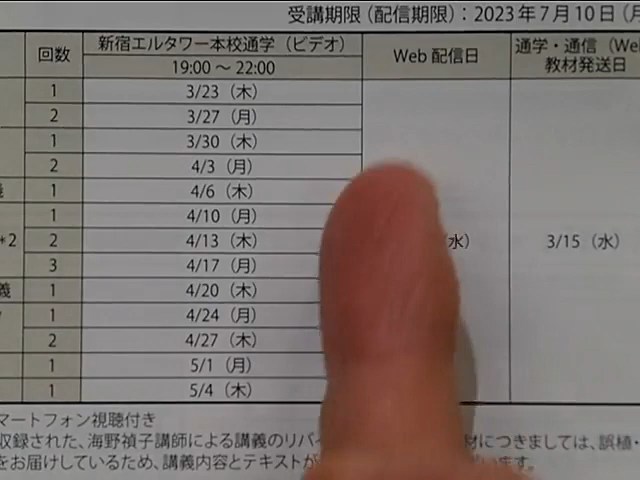 受講期限(配信期限):2023年7月10日(月
回数 新宿エルタワー本校通学(ビデオ) Web 配信日 通学・通信(We
19:00 ～ 22:00 教材発送日
1 3/23(木)
2 3/27(月)
1 3/30(木)
2 4/3(月)
義 1 4/6(木)
1 4/10(月)
*2 2 4/13(木) (水) 3/15(水)
3 4/17(月)
義 1 4/20(木)
1 4/24(月)
2 4/27(木)
1 5/1(月)
1 5/4(木)
マートフォン視聴付き
収録された、海野禎子講師による講義のリバイ 材につきましては、誤植・
をお届けしているため、講義内容とテキストが います。